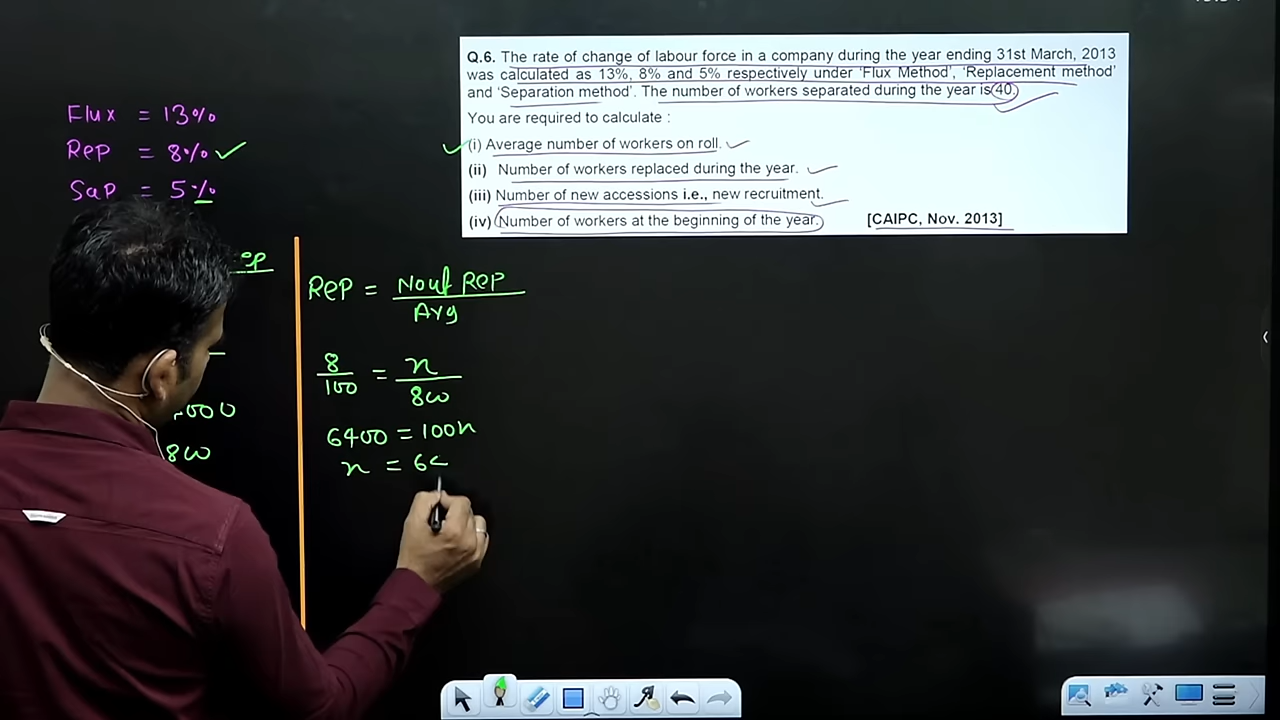 Q.6. The rate of change of labour force in a company during the year ending 31st March, 2013
was calculated as 13%, 8% and 5% respectively under 'Flux Method', 'Replacement method'
and 'Separation method'. The number of workers separated during the year is 40.
You are required to calculate :
(i) Average number of workers on roll.
(ii) Number of workers replaced during the year.
(iii) Number of new accessions i.e., new recruitment.
(iv) Number of workers at the beginning of the year. [CAIPC, Nov. 2013]
Flux = 13%
Rep = 8%
Sap = 5%
Rep = Nouf Rep
Avg
8/100 = n/800
6400 = 100n
n = 64
800